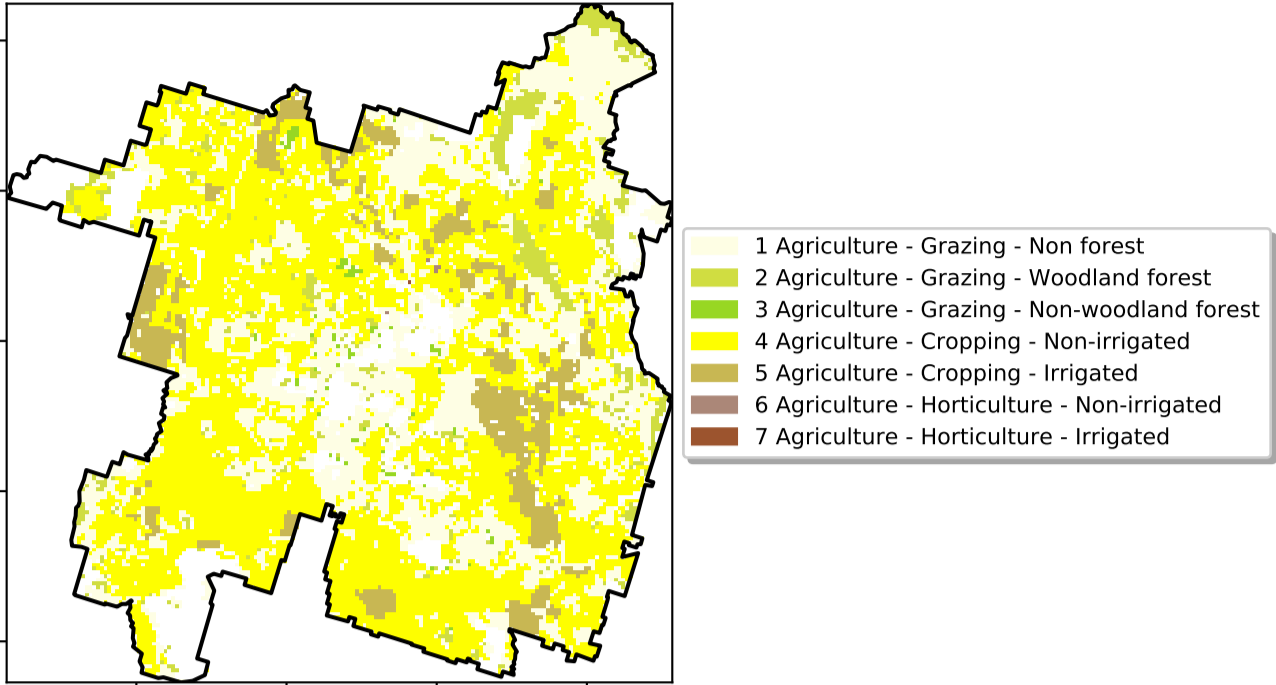 1 Agriculture - Grazing - Non forest
2 Agriculture - Grazing - Woodland forest
3 Agriculture - Grazing - Non-woodland forest
4 Agriculture - Cropping - Non-irrigated
5 Agriculture - Cropping - Irrigated
6 Agriculture - Horticulture - Non-irrigated
7 Agriculture - Horticulture - Irrigated